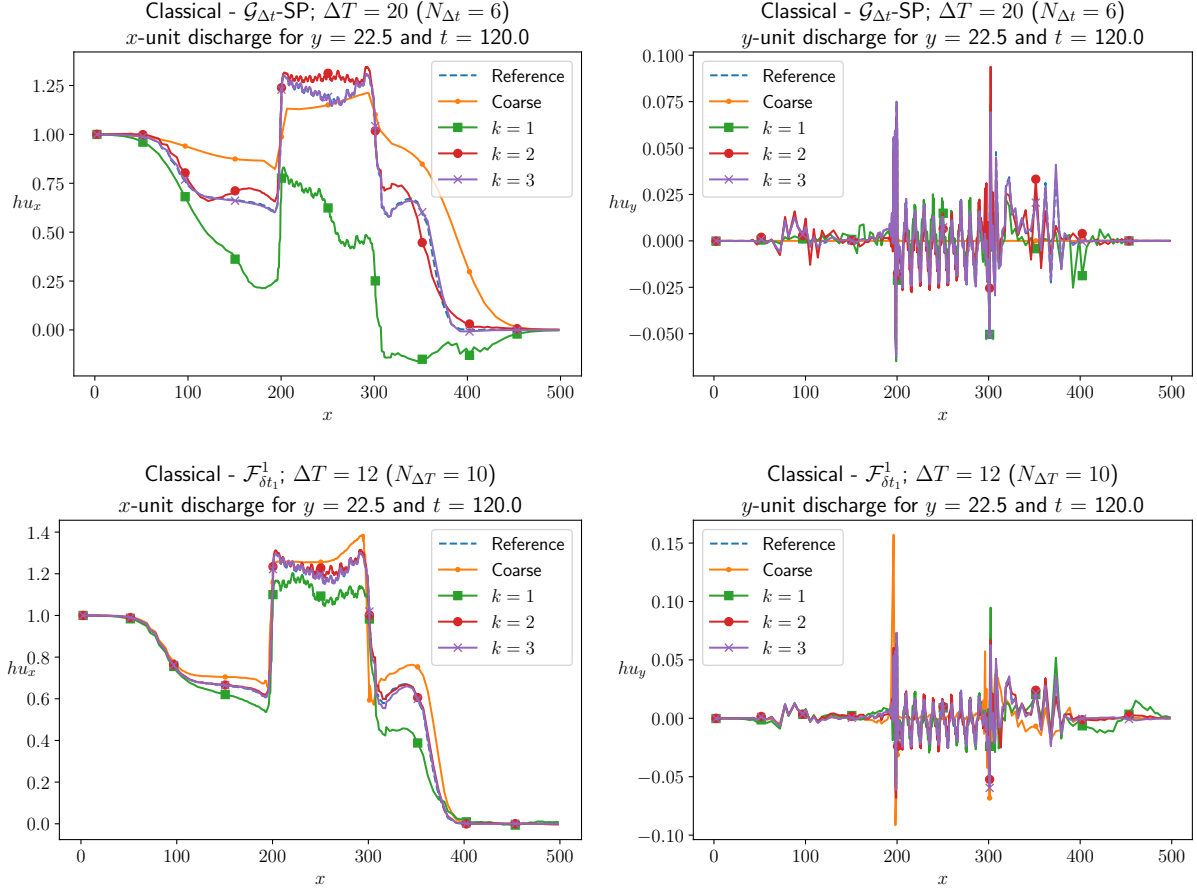 Classical - 𝒢_Δt-SP; ΔT = 20 (N_Δt = 6)
x-unit discharge for y = 22.5 and t = 120.0
1.25
1.00
0.75
0.50
0.25
0.00
hu_x
0 100 200 300 400 500
x
Reference
Coarse
k = 1
k = 2
k = 3
Classical - 𝒢_Δt-SP; ΔT = 20 (N_Δt = 6)
y-unit discharge for y = 22.5 and t = 120.0
0.100
0.075
0.050
0.025
0.000
−0.025
−0.050
hu_y
0 100 200 300 400 500
x
Reference
Coarse
k = 1
k = 2
k = 3
Classical - ℱ¹_δt₁; ΔT = 12 (N_ΔT = 10)
x-unit discharge for y = 22.5 and t = 120.0
1.4
1.2
1.0
0.8
0.6
0.4
0.2
0.0
hu_x
0 100 200 300 400 500
x
Reference
Coarse
k = 1
k = 2
k = 3
Classical - ℱ¹_δt₁; ΔT = 12 (N_ΔT = 10)
y-unit discharge for y = 22.5 and t = 120.0
0.15
0.10
0.05
0.00
−0.05
−0.10
hu_y
0 100 200 300 400 500
x
Reference
Coarse
k = 1
k = 2
k = 3